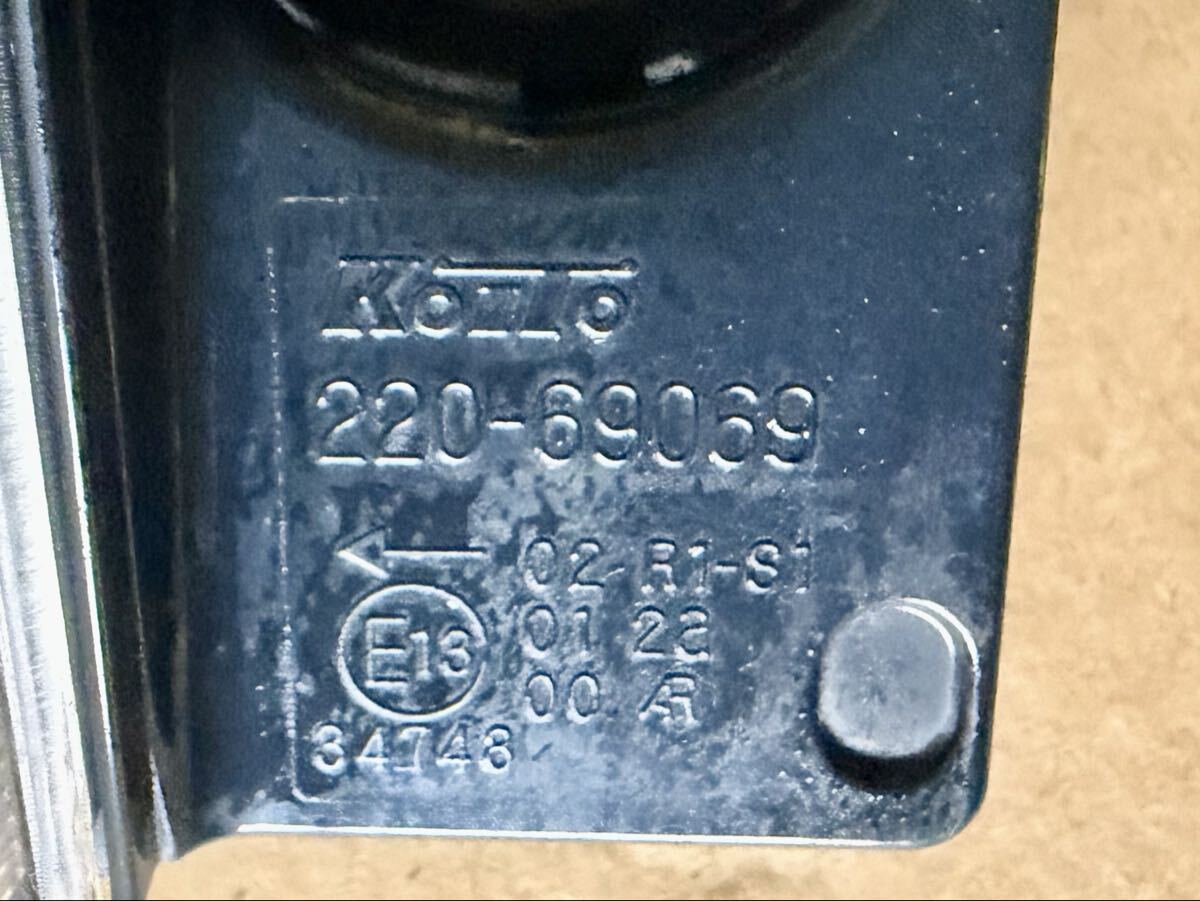 KOITO
220-69069
← 02 R1-S1
E13 01 22
00 AR
34748